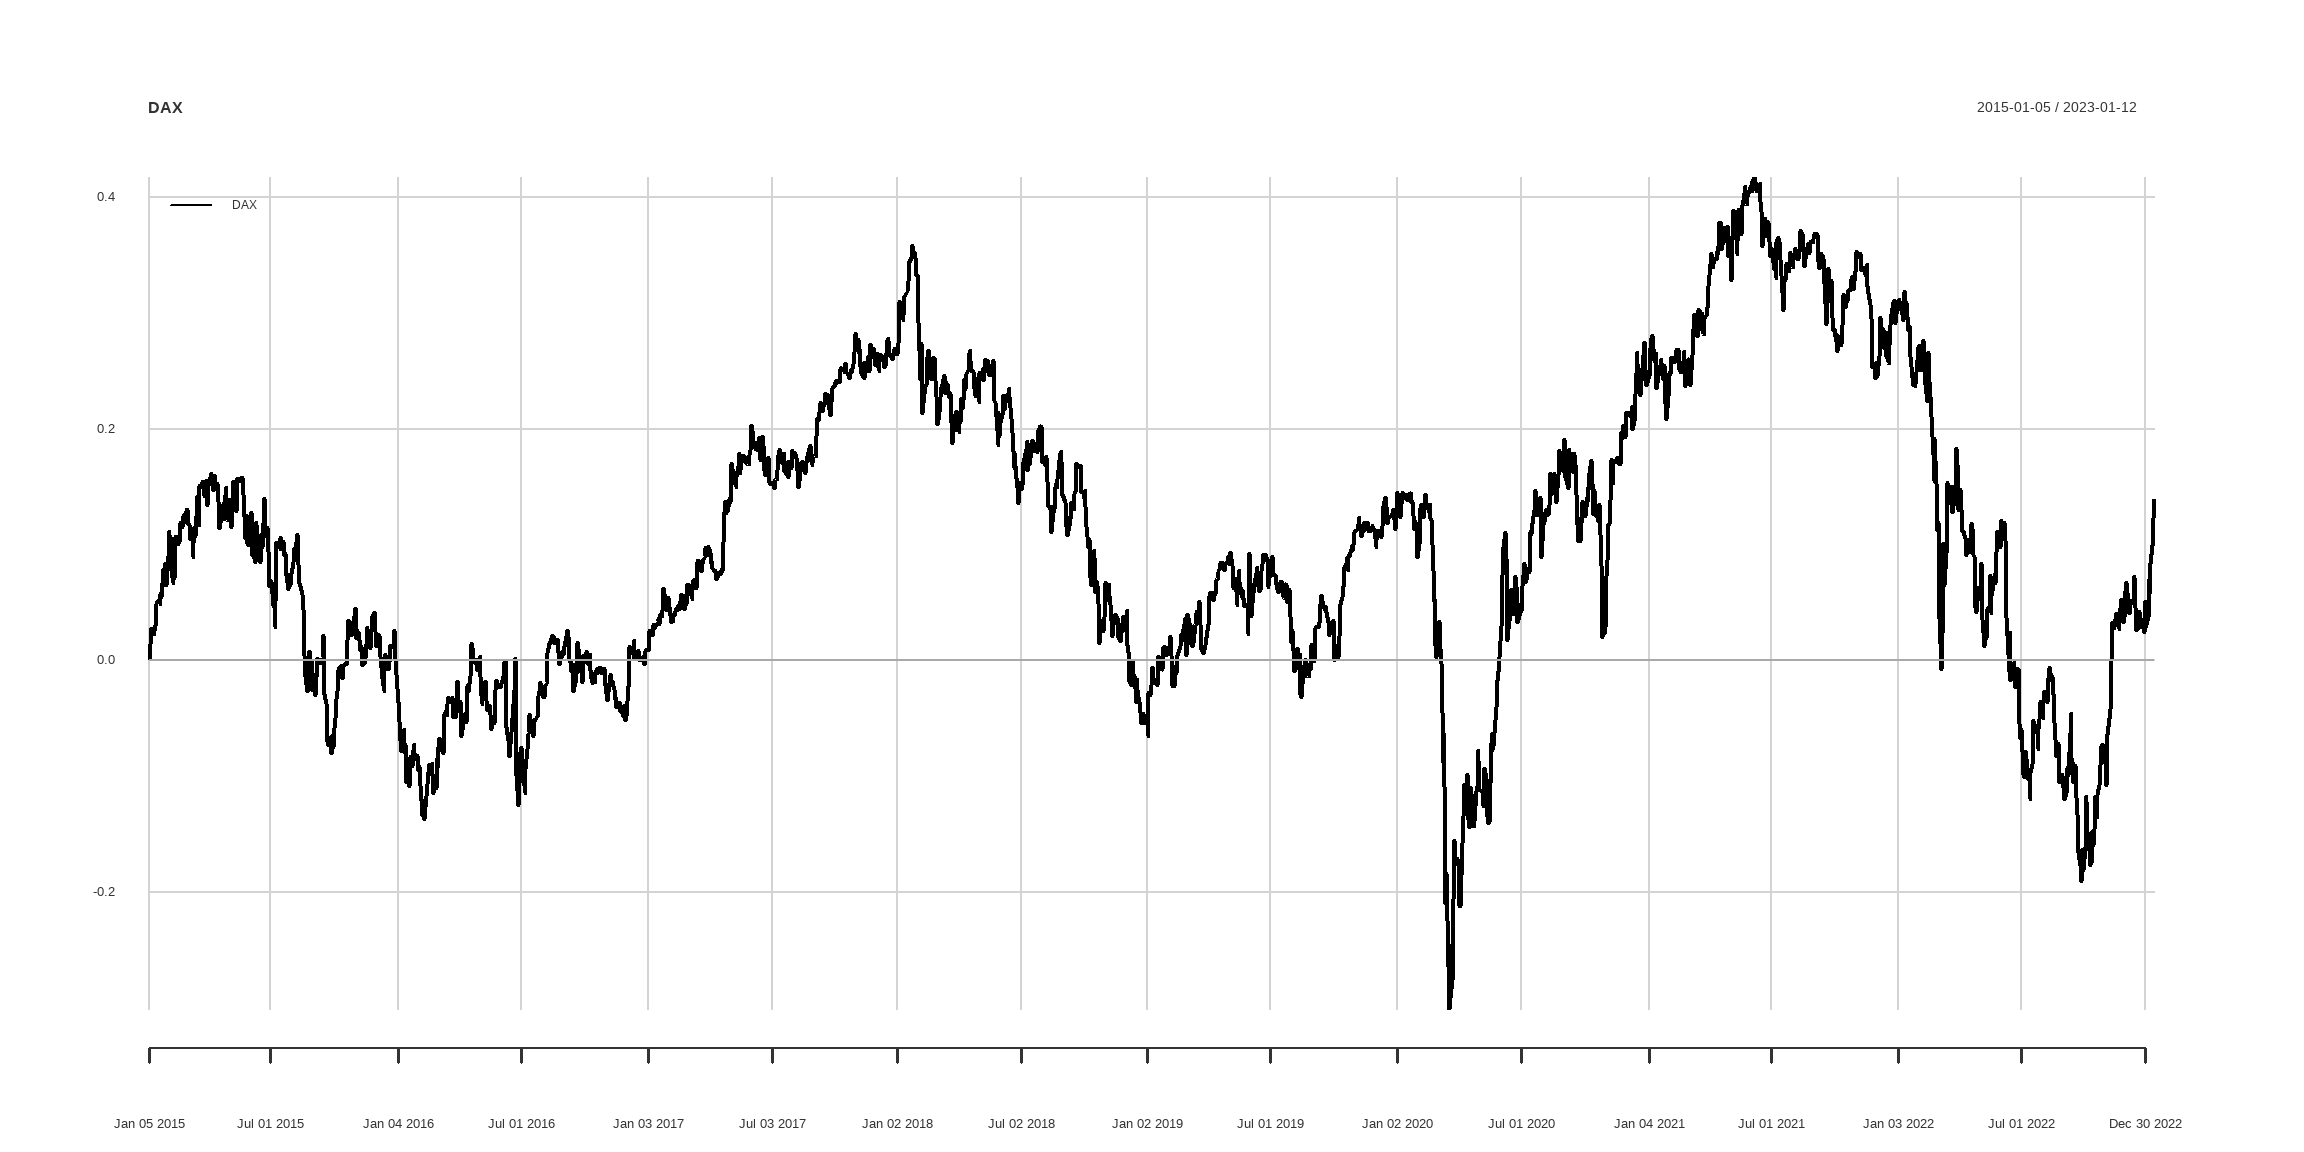 DAX
2015-01-05 / 2023-01-12
0.4
DAX
0.2
0.0
-0.2
Jan 05 2015
Jul 01 2015
Jan 04 2016
Jul 01 2016
Jan 03 2017
Jul 03 2017
Jan 02 2018
Jul 02 2018
Jan 02 2019
Jul 01 2019
Jan 02 2020
Jul 01 2020
Jan 04 2021
Jul 01 2021
Jan 03 2022
Jul 01 2022
Dec 30 2022